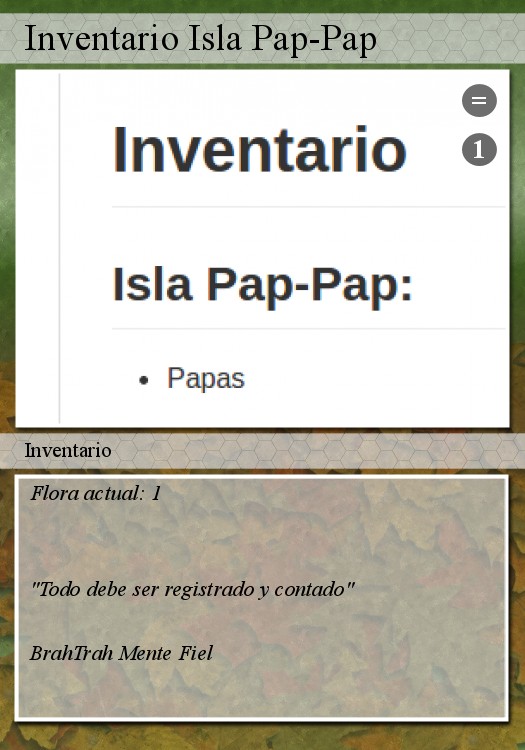 Inventario Isla Pap-Pap
=
1
Inventario
Isla Pap-Pap:
• Papas
Inventario
Flora actual: 1
"Todo debe ser registrado y contado"
BrahTrah Mente Fiel